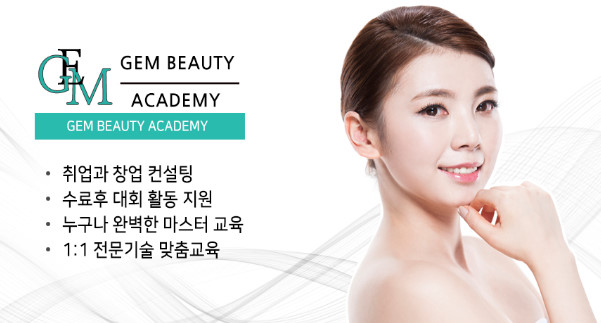 GEM
GEM BEAUTY
ACADEMY
GEM BEAUTY ACADEMY
• 취업과 창업 컨설팅
• 수료후 대회 활동 지원
• 누구나 완벽한 마스터 교육
• 1:1 전문기술 맞춤교육